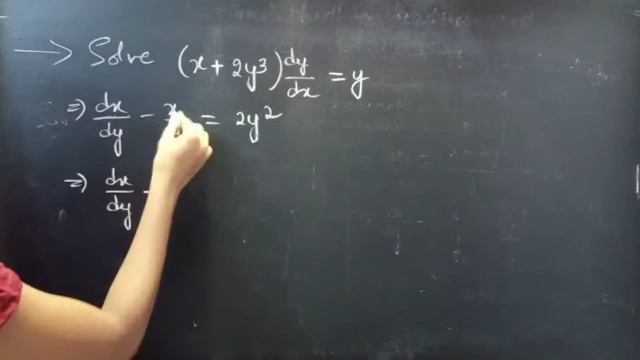 → Solve (x + 2y³) dy/dx = y
⇒ dx/dy - x = 2y²
⇒ dx/dy -